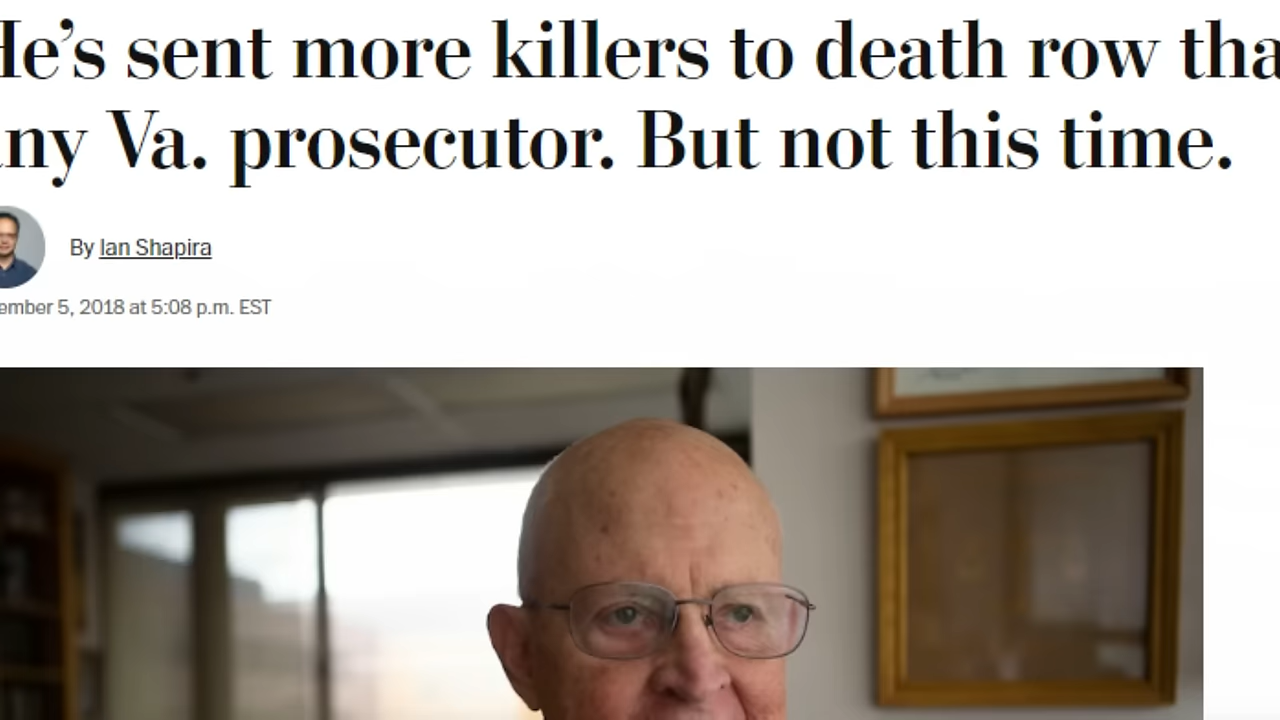 He's sent more killers to death row tha
any Va. prosecutor. But not this time.
By Ian Shapira
ember 5, 2018 at 5:08 p.m. EST